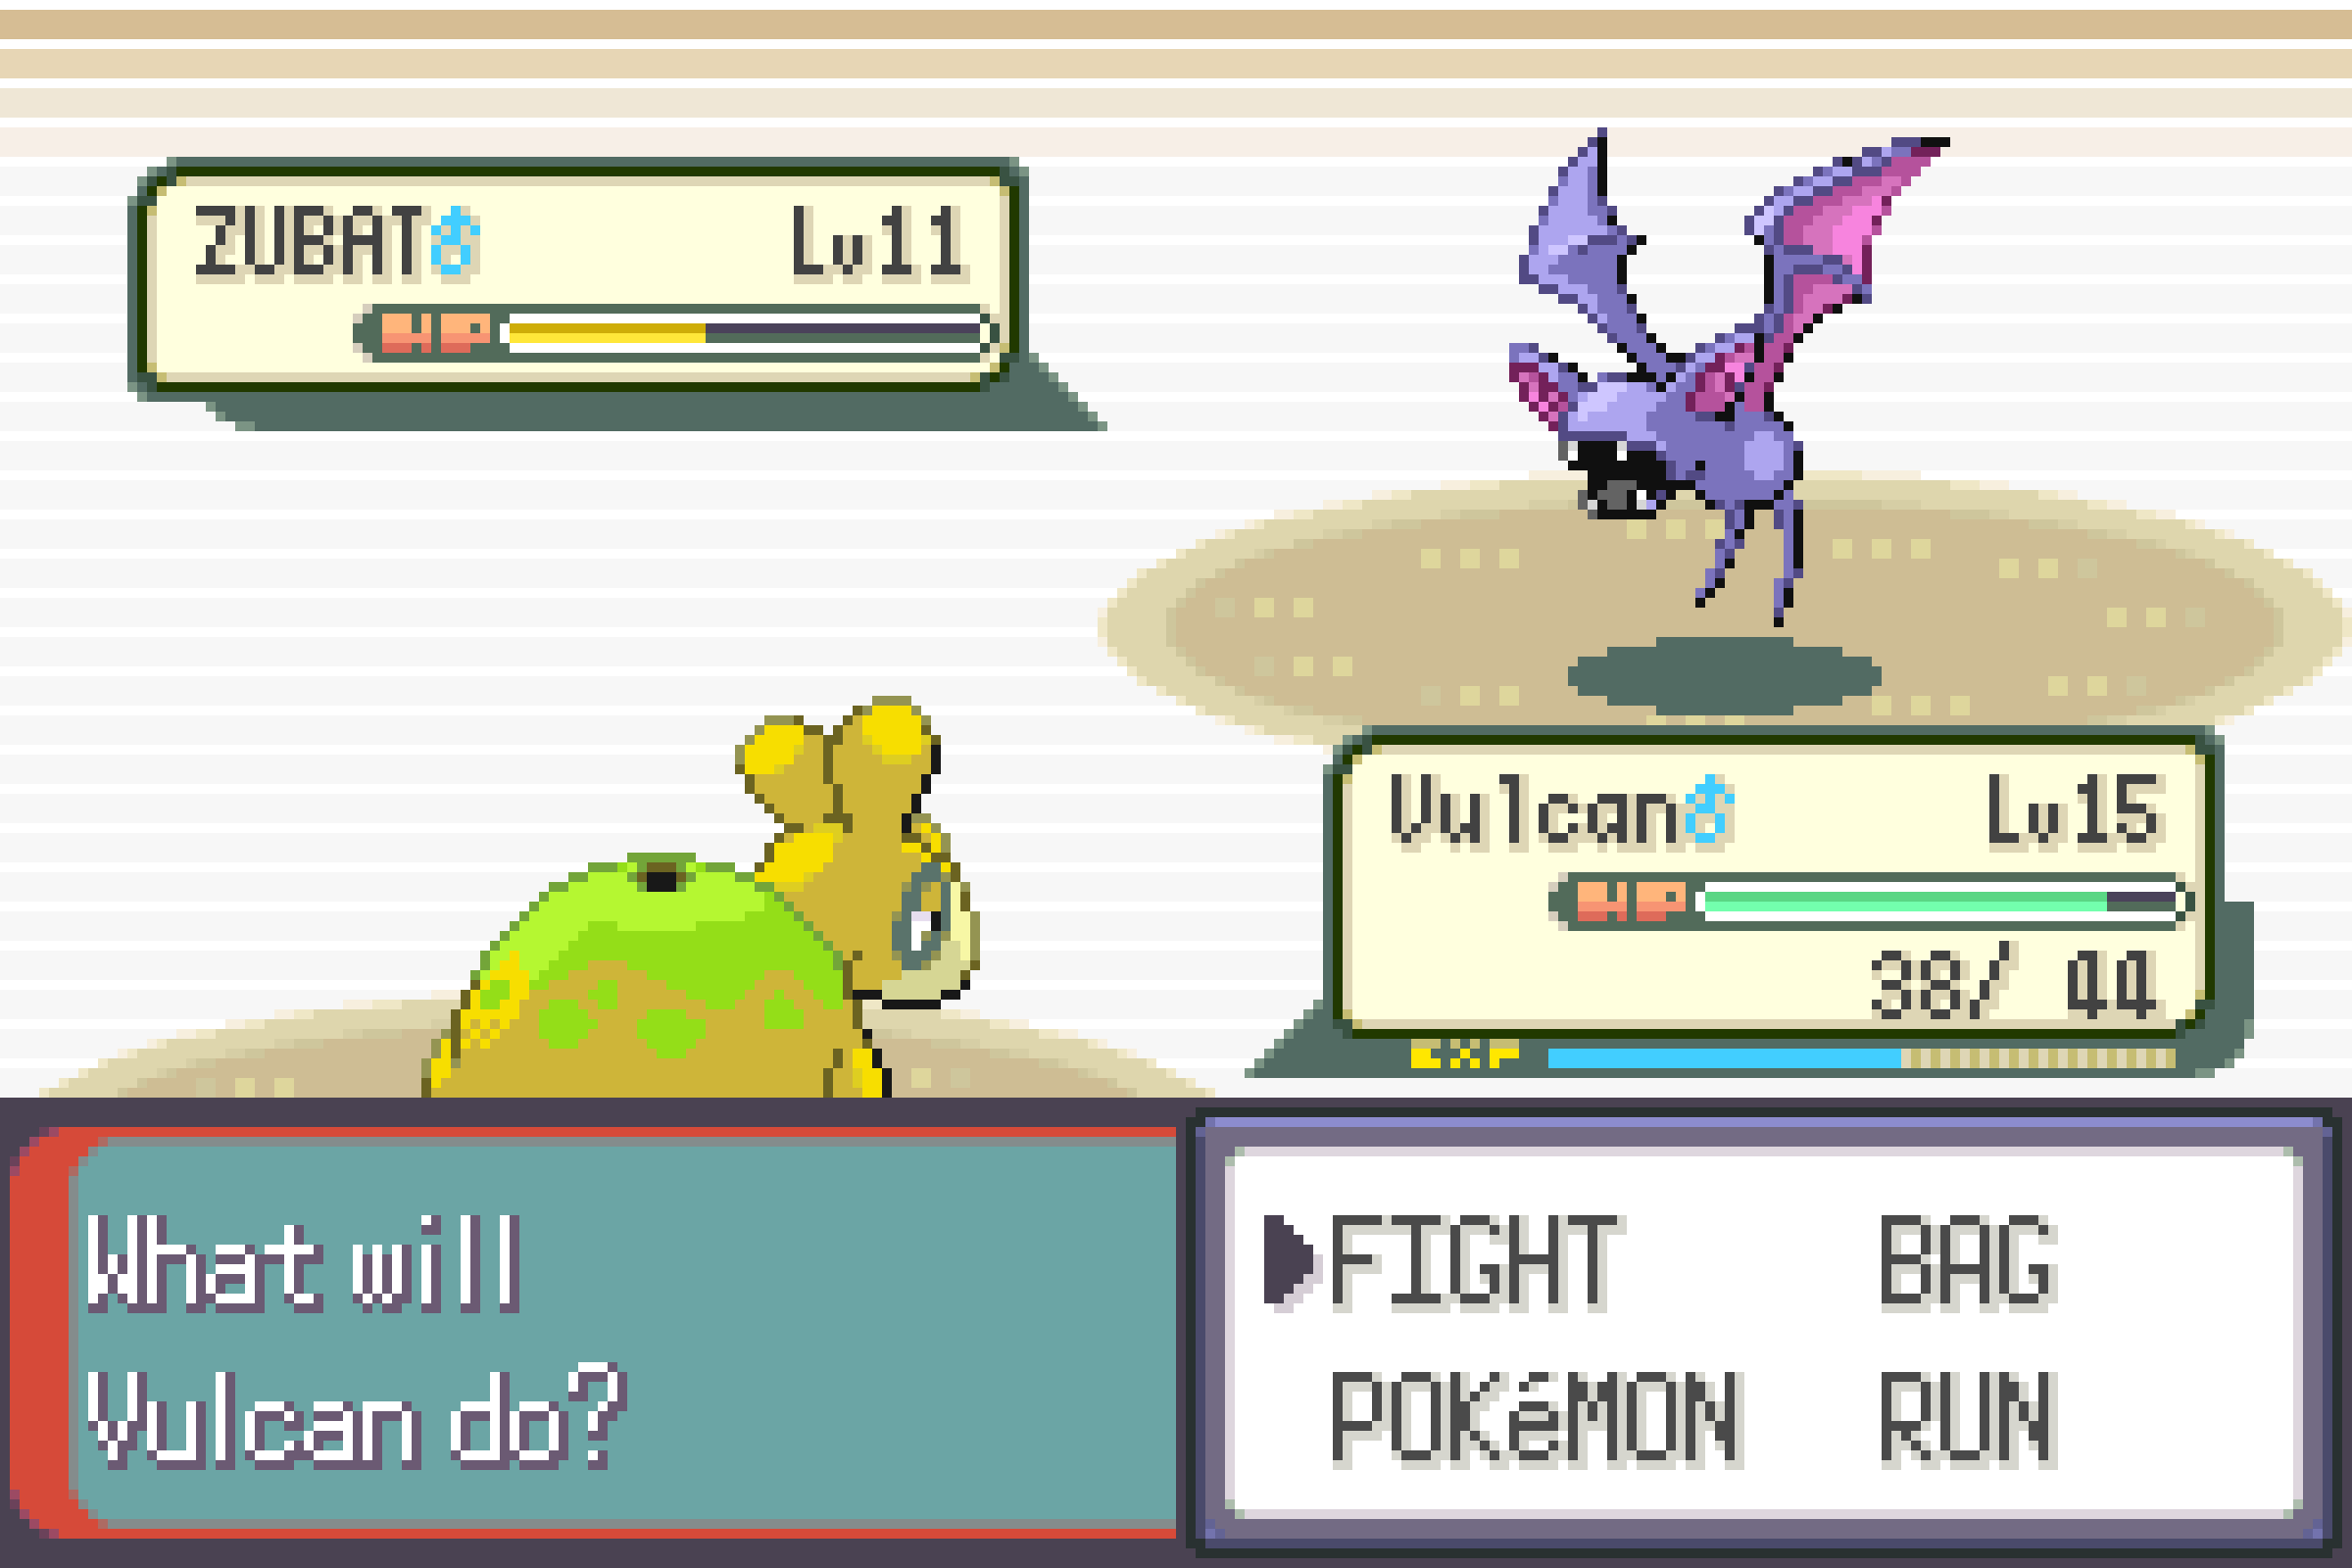 ZUBAT♂ Lv11
HP
Vulcan♂ Lv15
HP
38/ 44
EXP
What will
Vulcan do?
FIGHT BAG
POKéMON RUN